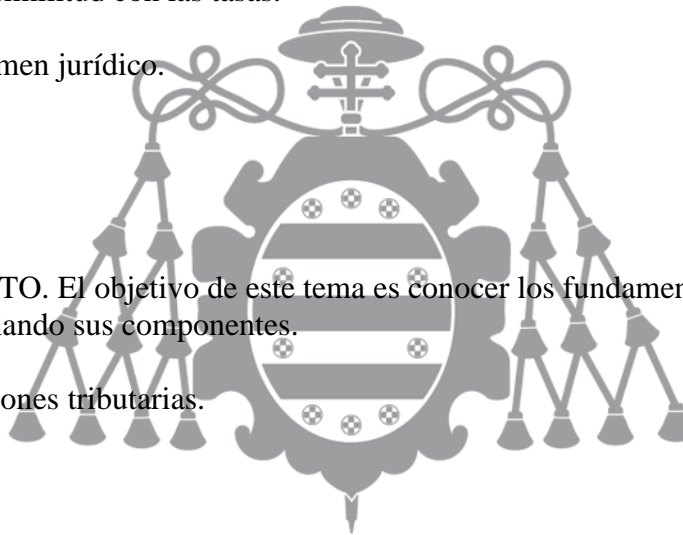 con las tasas.
men jurídico.
TO. El objetivo de este tema es conocer los fundamen
ando sus componentes.
ones tributarias.